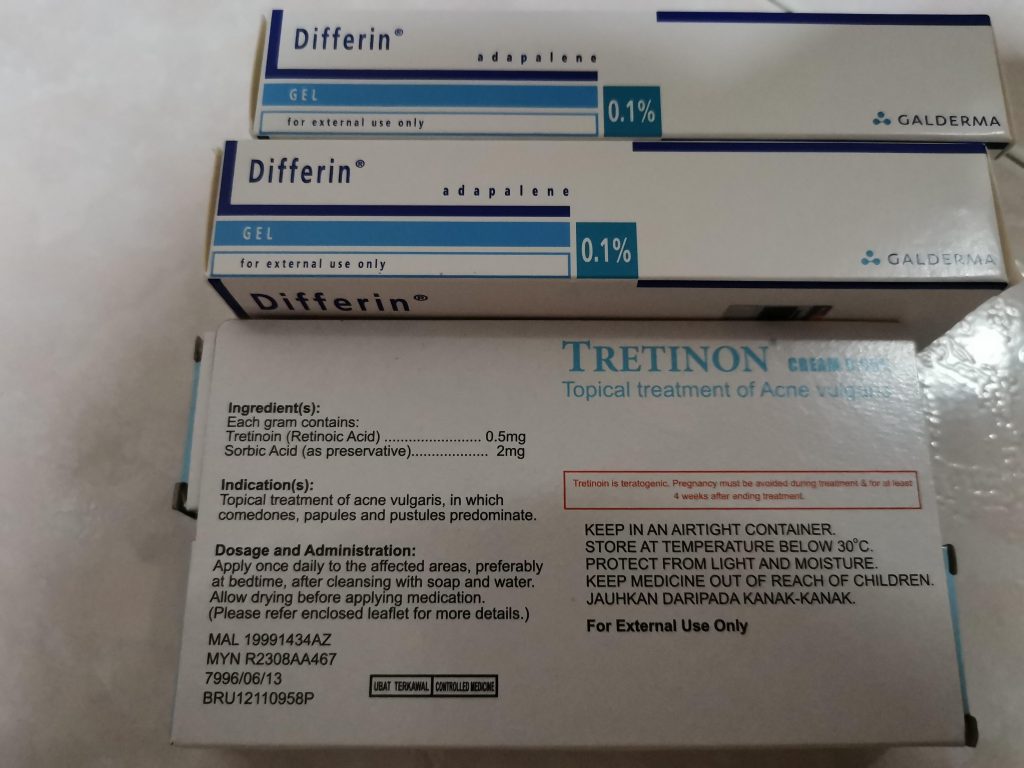 Differin®
adapalene
GEL
0.1%
for external use only
GALDERMA
Differin®
adapalene
GEL
0.1%
for external use only
GALDERMA
Differin®
TRETINON CREAM
Topical treatment of Acne vulgaris
Ingredient(s):
Each gram contains:
Tretinoin (Retinoic Acid) ........................ 0.5mg
Sorbic Acid (as preservative)................... 2mg
Indication(s):
Topical treatment of acne vulgaris, in which
comedones, papules and pustules predominate.
Dosage and Administration:
Apply once daily to the affected areas, preferably
at bedtime, after cleansing with soap and water.
Allow drying before applying medication.
(Please refer enclosed leaflet for more details.)
MAL 19991434AZ
MYN R2308AA467
7996/06/13
BRU12110958P
UBAT TERKAWAL CONTROLLED MEDICINE
Tretinoin is teratogenic. Pregnancy must be avoided during treatment & for at least
4 weeks after ending treatment.
KEEP IN AN AIRTIGHT CONTAINER.
STORE AT TEMPERATURE BELOW 30°C.
PROTECT FROM LIGHT AND MOISTURE.
KEEP MEDICINE OUT OF REACH OF CHILDREN.
JAUHKAN DARIPADA KANAK-KANAK.
For External Use Only